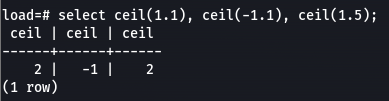 load=# select ceil(1.1), ceil(-1.1), ceil(1.5);
 ceil | ceil | ceil
------+------+------
    2 |   -1 |    2
(1 row)